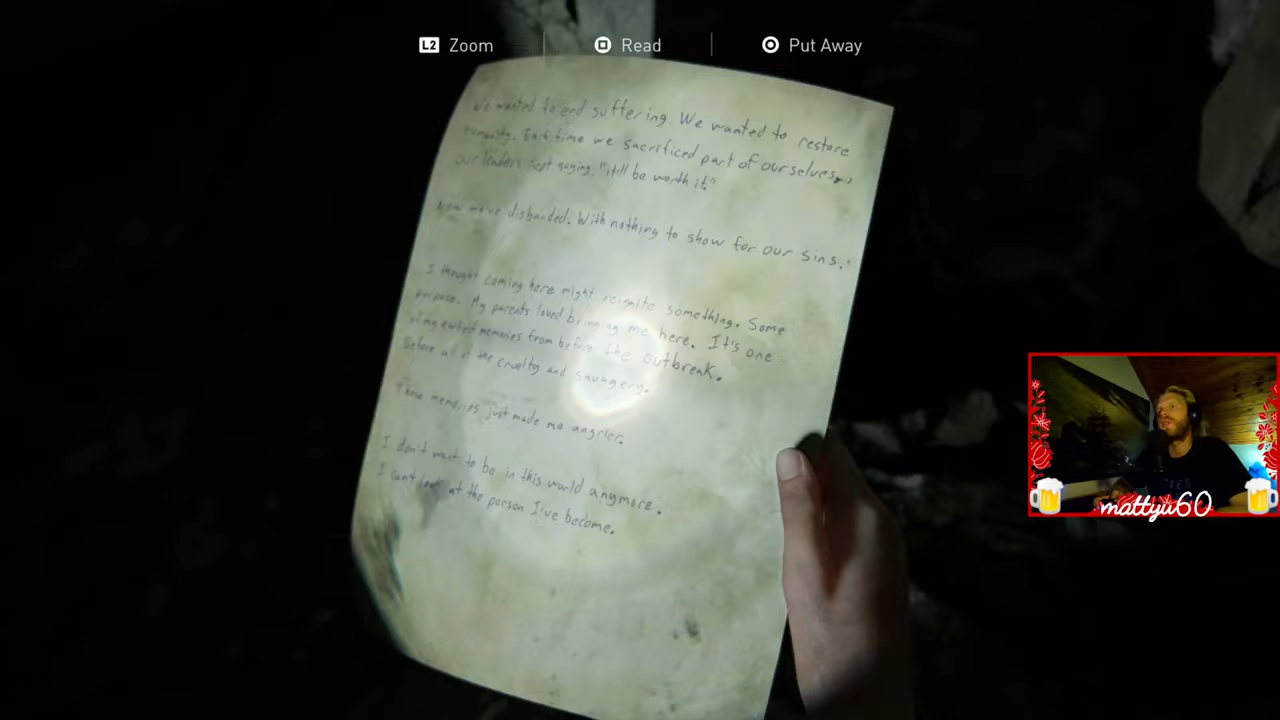 L2 Zoom
Read
Put Away
We wanted to end suffering. We wanted to restore
humanity. Each time we sacrificed part of ourselves,
our leaders kept saying, "it'll be worth it."
Now we've disbanded. With nothing to show for our sins."
I thought coming here might reignite something. Some
purpose. My parents loved bringing me here. It's one
of my earliest memories from before the outbreak.
Before all of the cruelty and savagery.
Those memories just made me angrier.
I don't want to be in this world anymore.
I can't look at the person I've become.
mattyu60